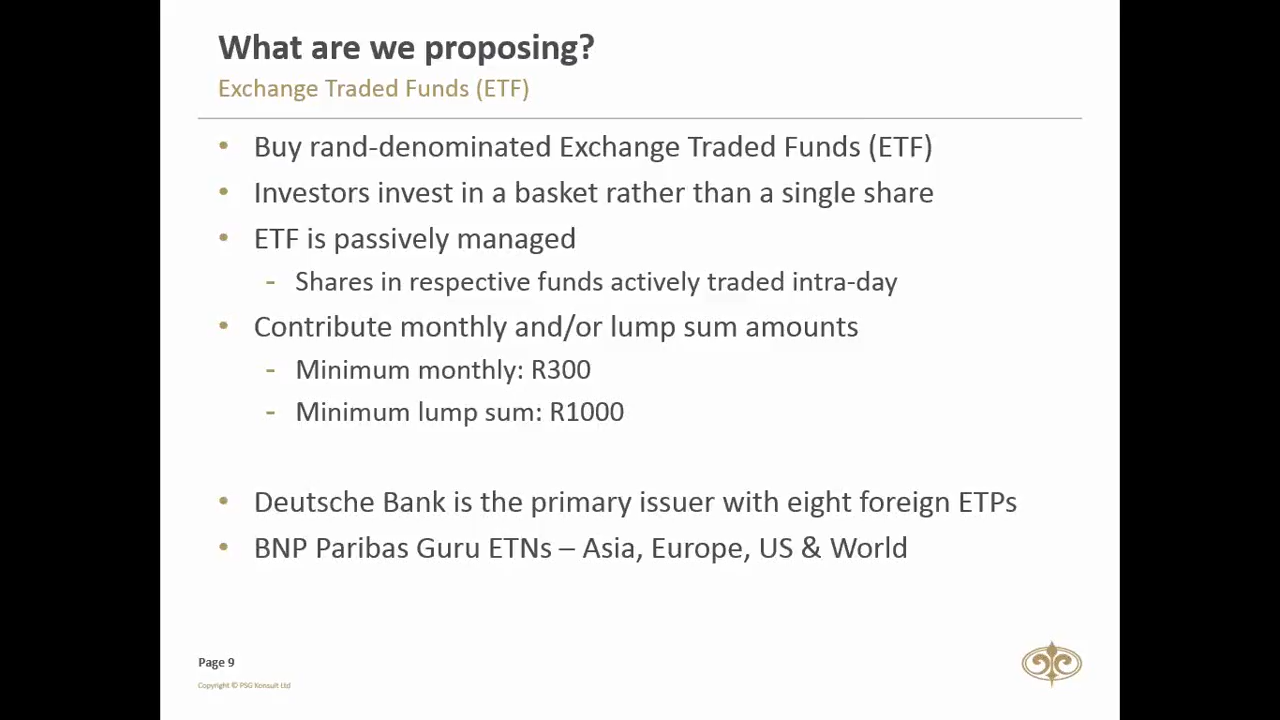 What are we proposing?
Exchange Traded Funds (ETF)
• Buy rand-denominated Exchange Traded Funds (ETF)
• Investors invest in a basket rather than a single share
• ETF is passively managed
- Shares in respective funds actively traded intra-day
• Contribute monthly and/or lump sum amounts
- Minimum monthly: R300
- Minimum lump sum: R1000
• Deutsche Bank is the primary issuer with eight foreign ETPs
• BNP Paribas Guru ETNs – Asia, Europe, US & World
Page 9
Copyright © PSG Konsult Ltd